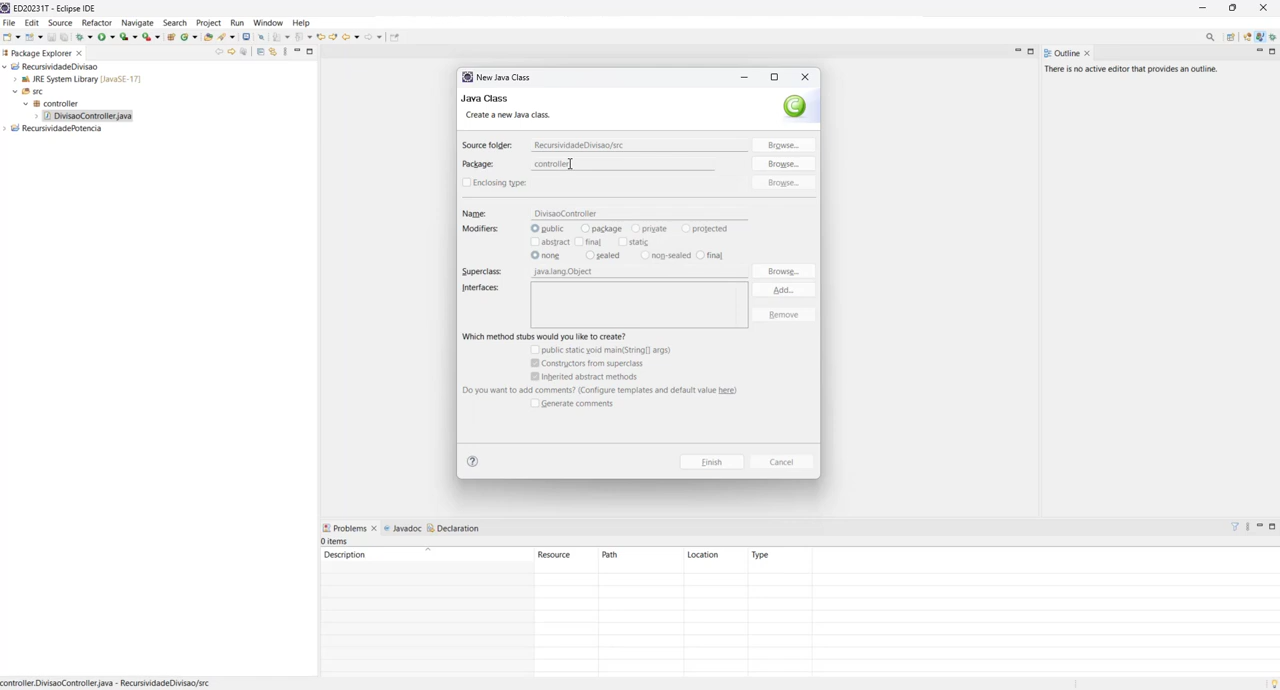 ED20231T - Eclipse IDE
File Edit Source Refactor Navigate Search Project Run Window Help
Package Explorer
RecursividadeDivisao
JRE System Library [JavaSE-17]
src
controller
DivisaoController.java
RecursividadePotencia
New Java Class
Java Class
Create a new Java class.
Source folder: RecursividadeDivisao/src Browse...
Package: controller Browse...
Enclosing type: Browse...
Name: DivisaoController
Modifiers: public package private protected
abstract final static
none sealed non-sealed final
Superclass: java.lang.Object Browse...
Interfaces: Add...
Remove
Which method stubs would you like to create?
public static void main(String[] args)
Constructors from superclass
Inherited abstract methods
Do you want to add comments? (Configure templates and default value here)
Generate comments
Finish Cancel
Outline
There is no active editor that provides an outline.
Problems Javadoc Declaration
0 items
Description Resource Path Location Type
controller.DivisaoController.java - RecursividadeDivisao/src